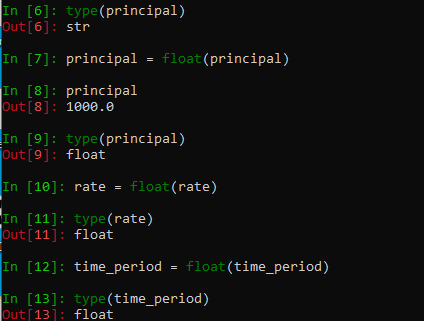 In [6]: type(principal)
Out[6]: str
In [7]: principal = float(principal)
In [8]: principal
Out[8]: 1000.0
In [9]: type(principal)
Out[9]: float
In [10]: rate = float(rate)
In [11]: type(rate)
Out[11]: float
In [12]: time_period = float(time_period)
In [13]: type(time_period)
Out[13]: float